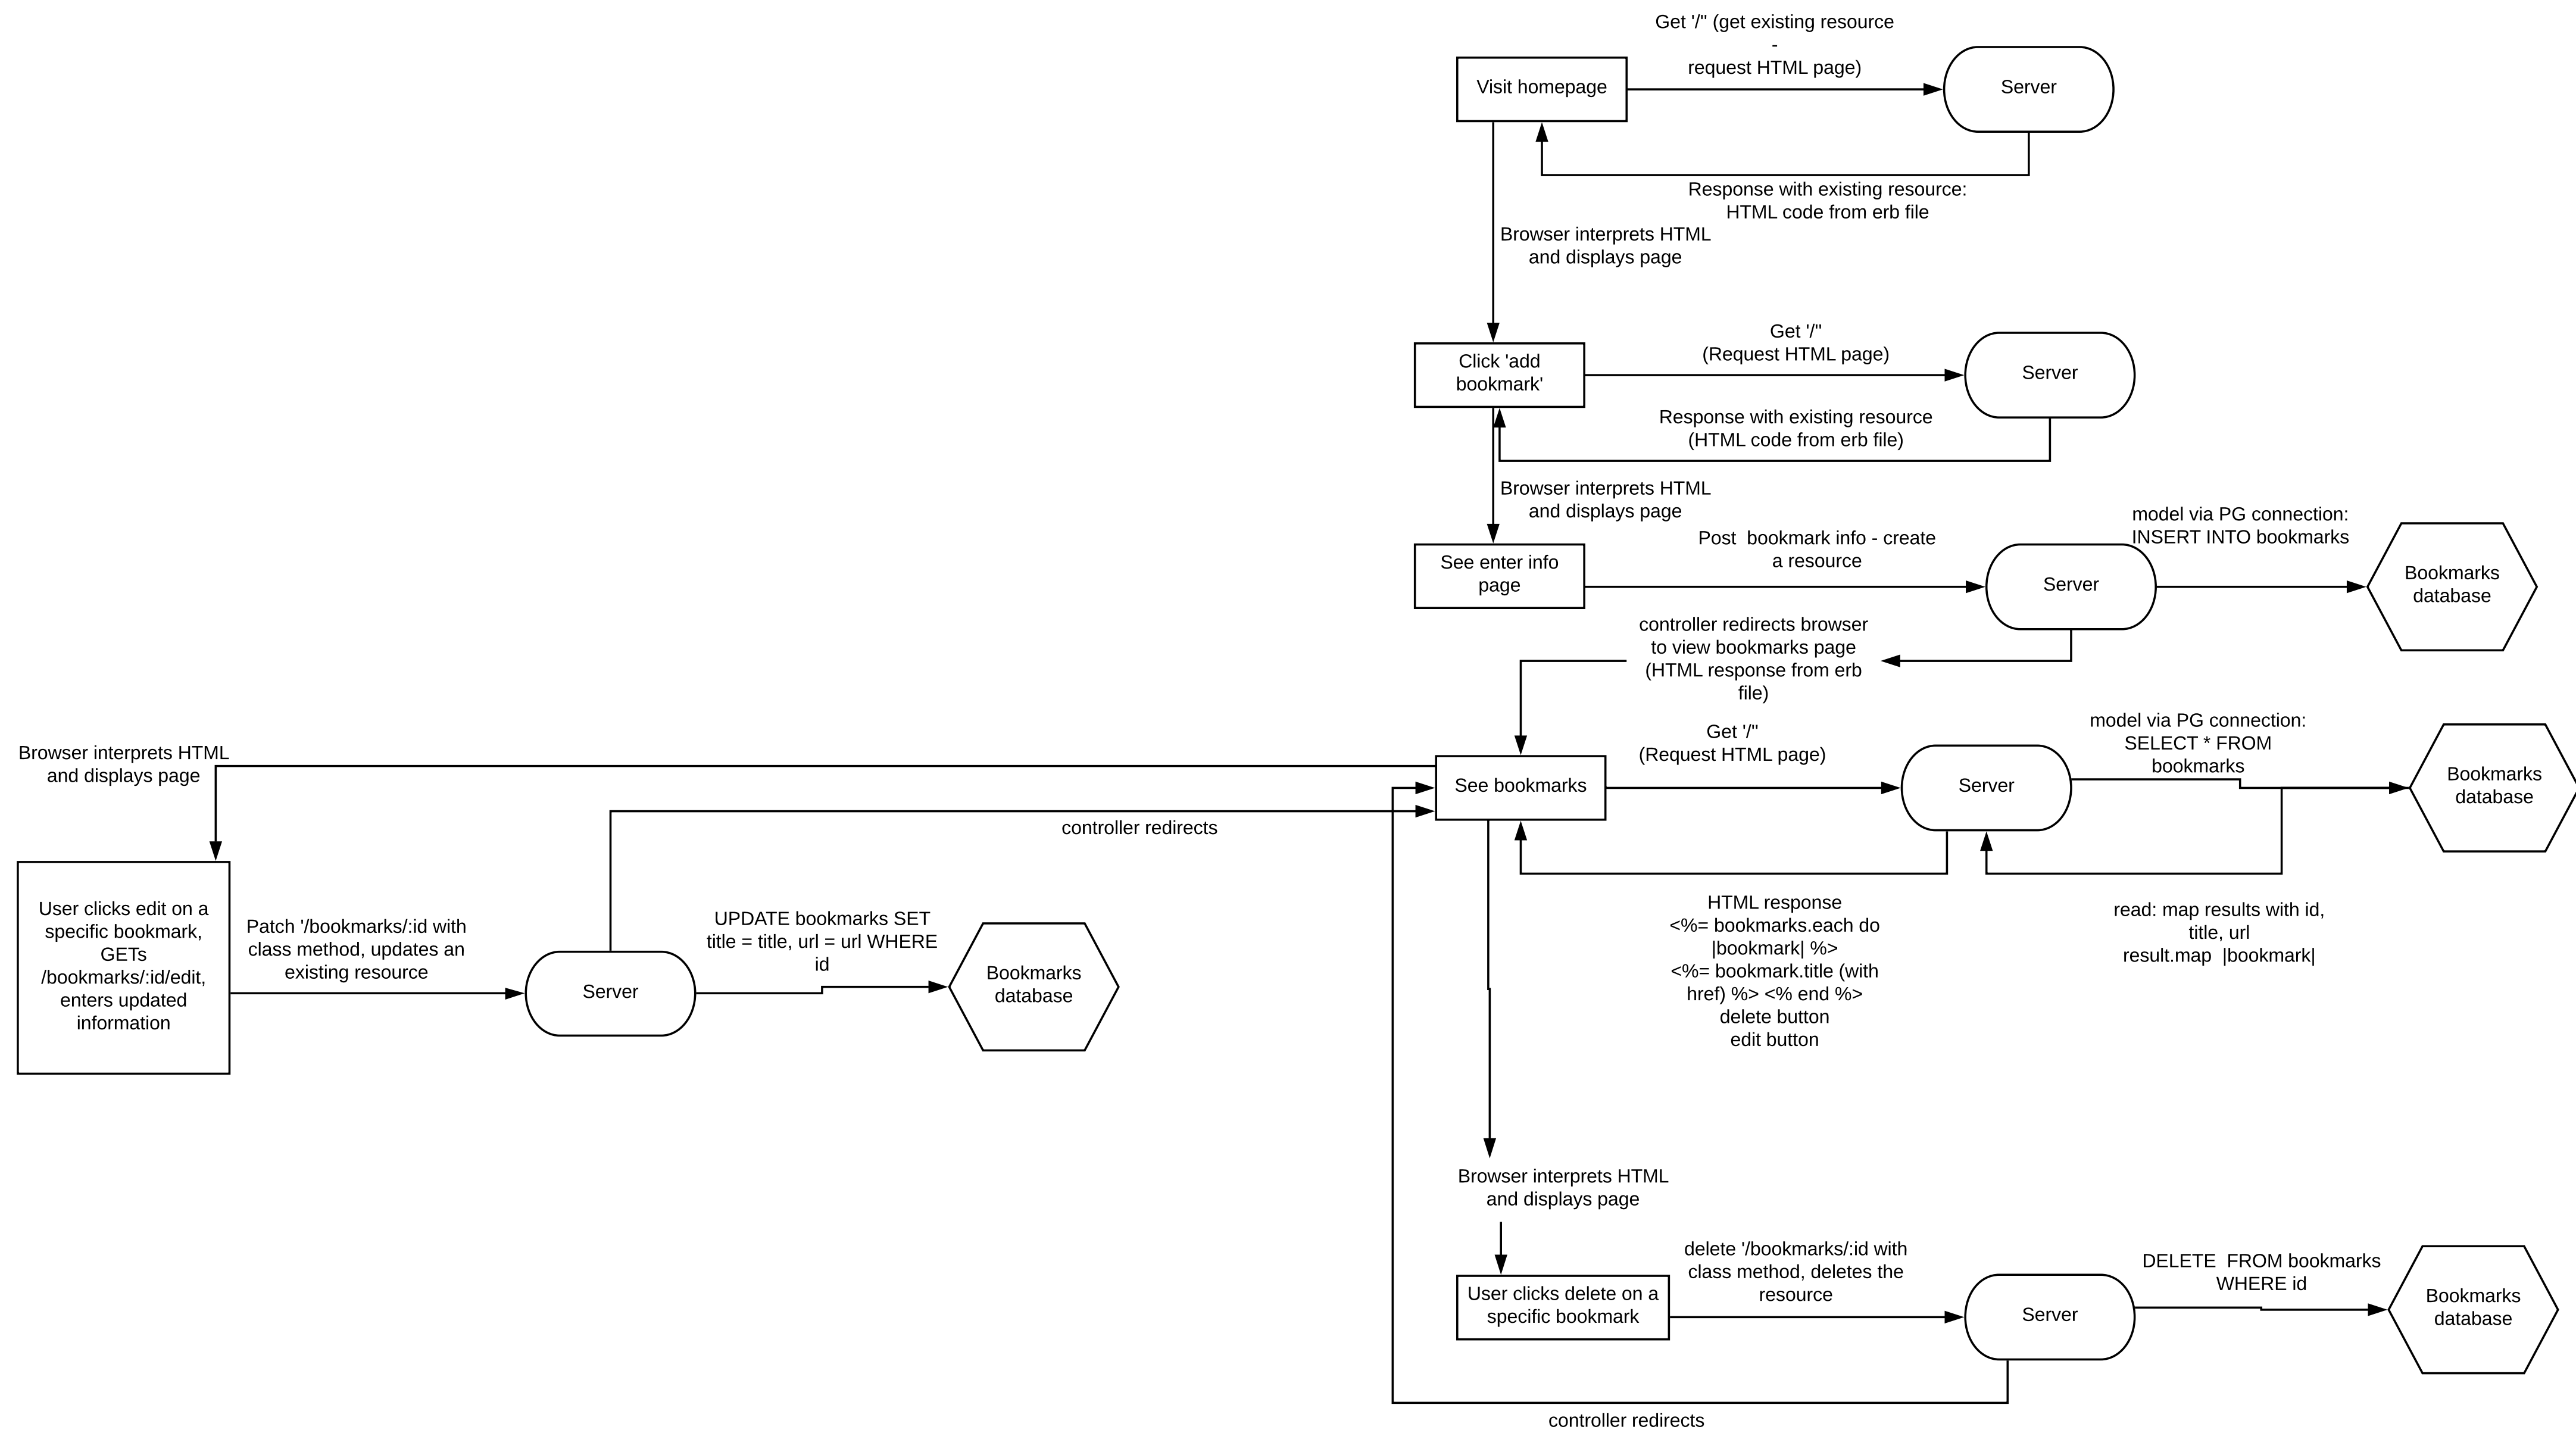 Get '/'' (get existing resource
-
request HTML page)
Visit homepage
Server
Response with existing resource:
HTML code from erb file
Browser interprets HTML
and displays page
Get '/''
(Request HTML page)
Click 'add
bookmark'
Server
Response with existing resource
(HTML code from erb file)
Browser interprets HTML
and displays page
model via PG connection:
INSERT INTO bookmarks
Post  bookmark info - create
a resource
See enter info
page
Server
Bookmarks
database
controller redirects browser
to view bookmarks page
(HTML response from erb
file)
Get '/''
(Request HTML page)
model via PG connection:
SELECT * FROM
bookmarks
See bookmarks
Server
Bookmarks
database
Browser interprets HTML
and displays page
controller redirects
HTML response
<%= bookmarks.each do
|bookmark| %>
<%= bookmark.title (with
href) %> <% end %>
delete button
edit button
read: map results with id,
title, url
result.map  |bookmark|
User clicks edit on a
specific bookmark,
GETs
/bookmarks/:id/edit,
enters updated
information
Patch '/bookmarks/:id with
class method, updates an
existing resource
Server
UPDATE bookmarks SET
title = title, url = url WHERE
id
Bookmarks
database
Browser interprets HTML
and displays page
User clicks delete on a
specific bookmark
delete '/bookmarks/:id with
class method, deletes the
resource
Server
DELETE  FROM bookmarks
WHERE id
Bookmarks
database
controller redirects